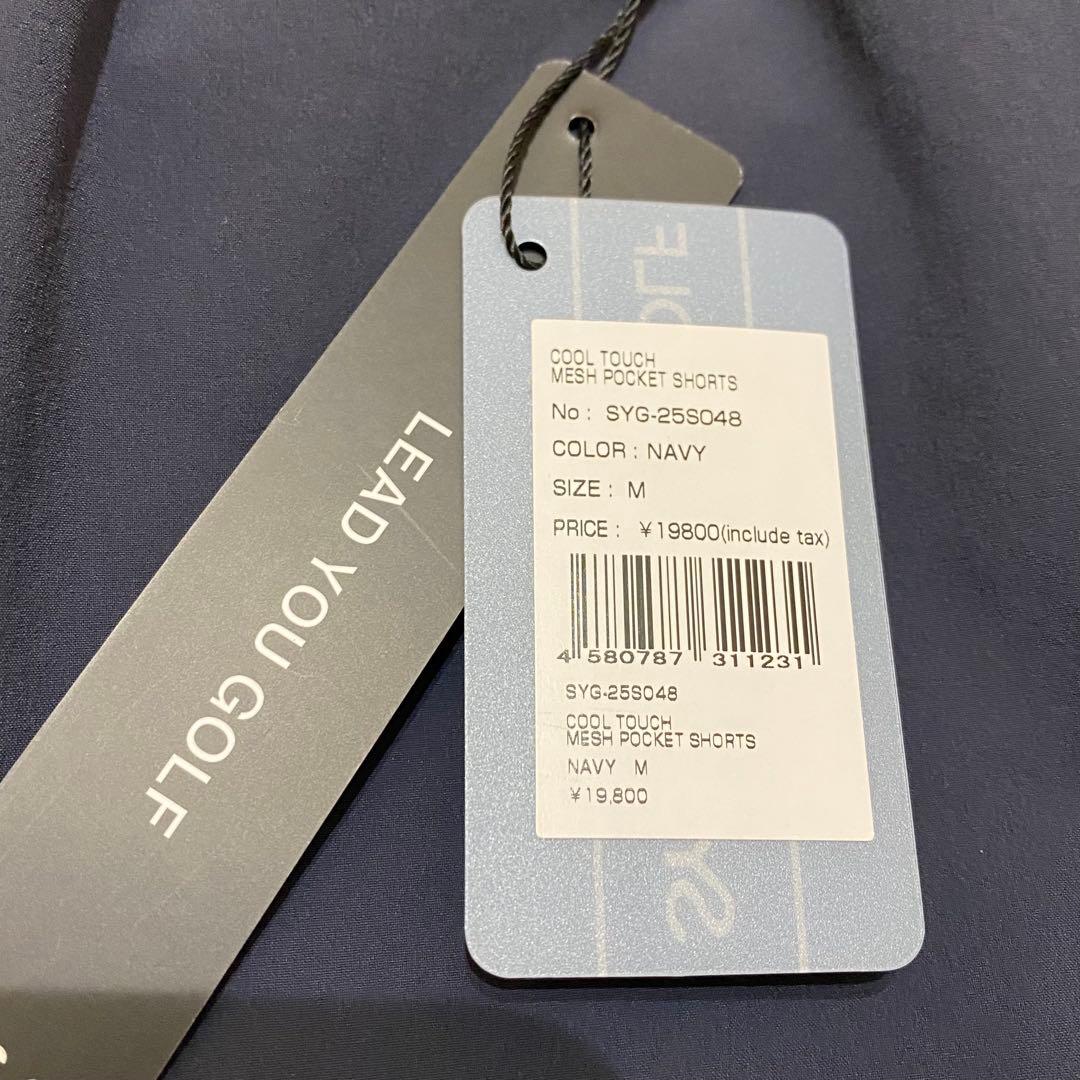 COOL TOUCH
MESH POCKET SHORTS
No : SYG-25S048
COLOR : NAVY
SIZE : M
PRICE : ¥19800(include tax)
4 580787 311231
SYG-25S048
COOL TOUCH
MESH POCKET SHORTS
NAVY M
¥19,800
LEAD YOU GOLF